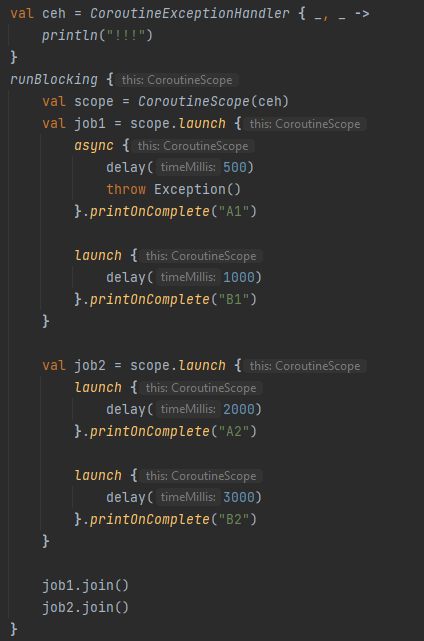 val ceh = CoroutineExceptionHandler { _, _ ->
    println("!!!")
}
runBlocking { this: CoroutineScope
    val scope = CoroutineScope(ceh)
    val job1 = scope.launch { this: CoroutineScope
        async { this: CoroutineScope
            delay( timeMillis: 500)
            throw Exception()
        }.printOnComplete("A1")

        launch { this: CoroutineScope
            delay( timeMillis: 1000)
        }.printOnComplete("B1")
    }

    val job2 = scope.launch { this: CoroutineScope
        launch { this: CoroutineScope
            delay( timeMillis: 2000)
        }.printOnComplete("A2")

        launch { this: CoroutineScope
            delay( timeMillis: 3000)
        }.printOnComplete("B2")
    }

    job1.join()
    job2.join()
}